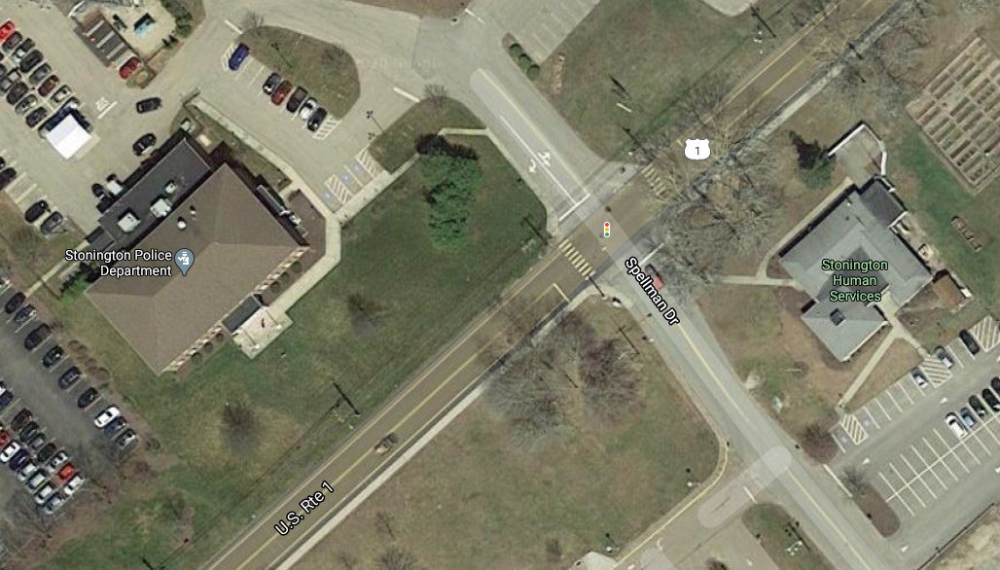 1
Stonington Police
Department
Stonington
Human
Services
Spellman Dr
U.S. Rte 1